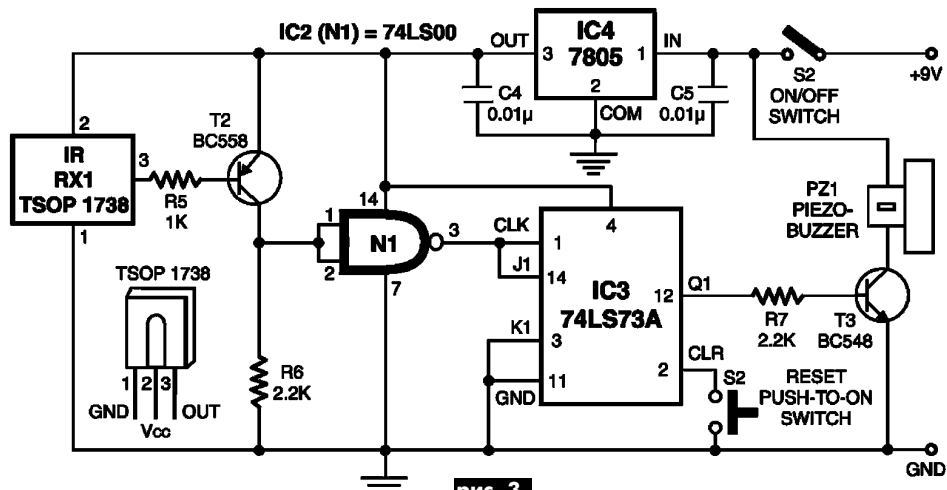 IC2 (N1) = 74LS00
OUT
3
IC4
7805
1
IN
2
COM
C4
0.01µ
C5
0.01µ
S2
ON/OFF
SWITCH
+9V
2
IR
RX1
TSOP 1738
3
1
R5
1K
T2
BC558
14
1
2
N1
3
7
CLK
J1
K1
GND
4
1
14
3
11
IC3
74LS73A
12
2
Q1
CLR
R7
2.2K
T3
BC548
PZ1
PIEZO-
BUZZER
S2
RESET
PUSH-TO-ON
SWITCH
R6
2.2K
TSOP 1738
1 2 3
GND
Vcc
OUT
GND
рис. 3